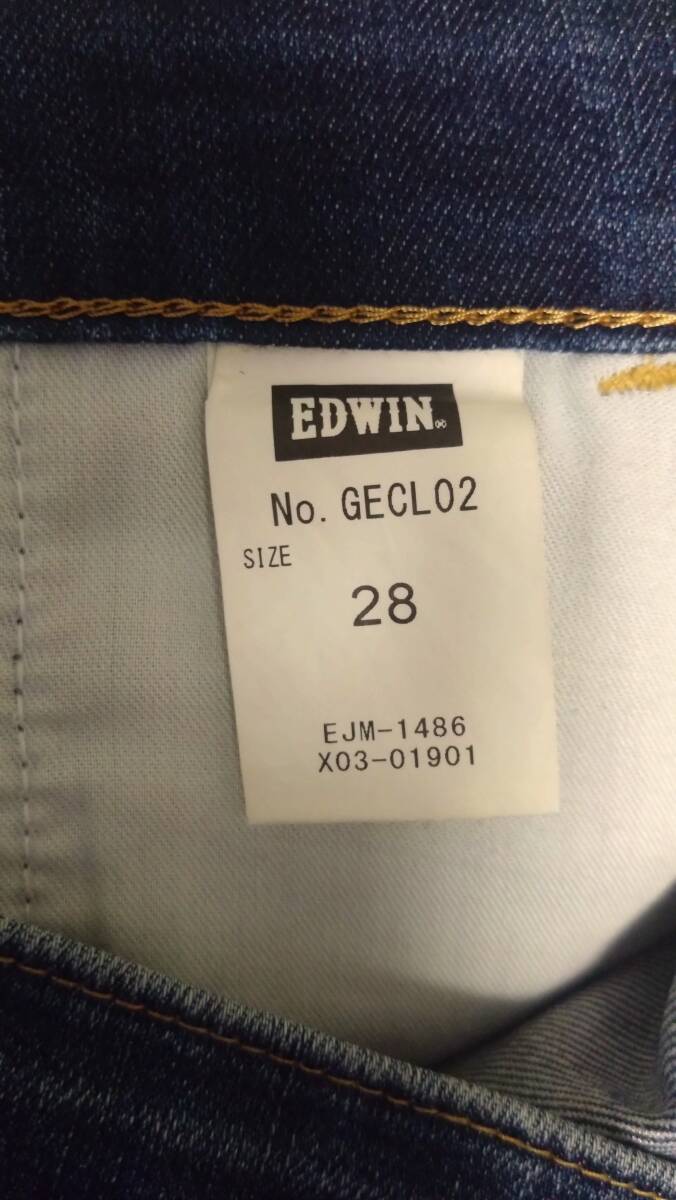 EDWIN
No. GECL02
SIZE
28
EJM-1486
X03-01901